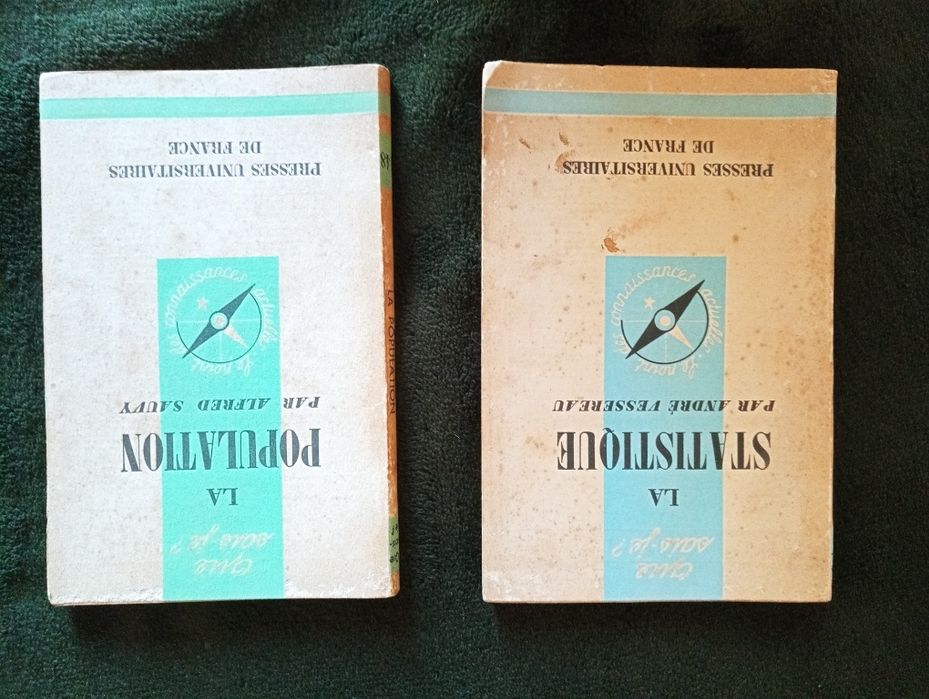 que
sais-je?
LA
POPULATION
PAR ALFRED SAUVY
le point des connaissances actuelles
PRESSES UNIVERSITAIRES
DE FRANCE
LA POPULATION
que
sais-je?
LA
STATISTIQUE
PAR ANDRÉ VESSEREAU
le point des connaissances actuelles
PRESSES UNIVERSITAIRES
DE FRANCE